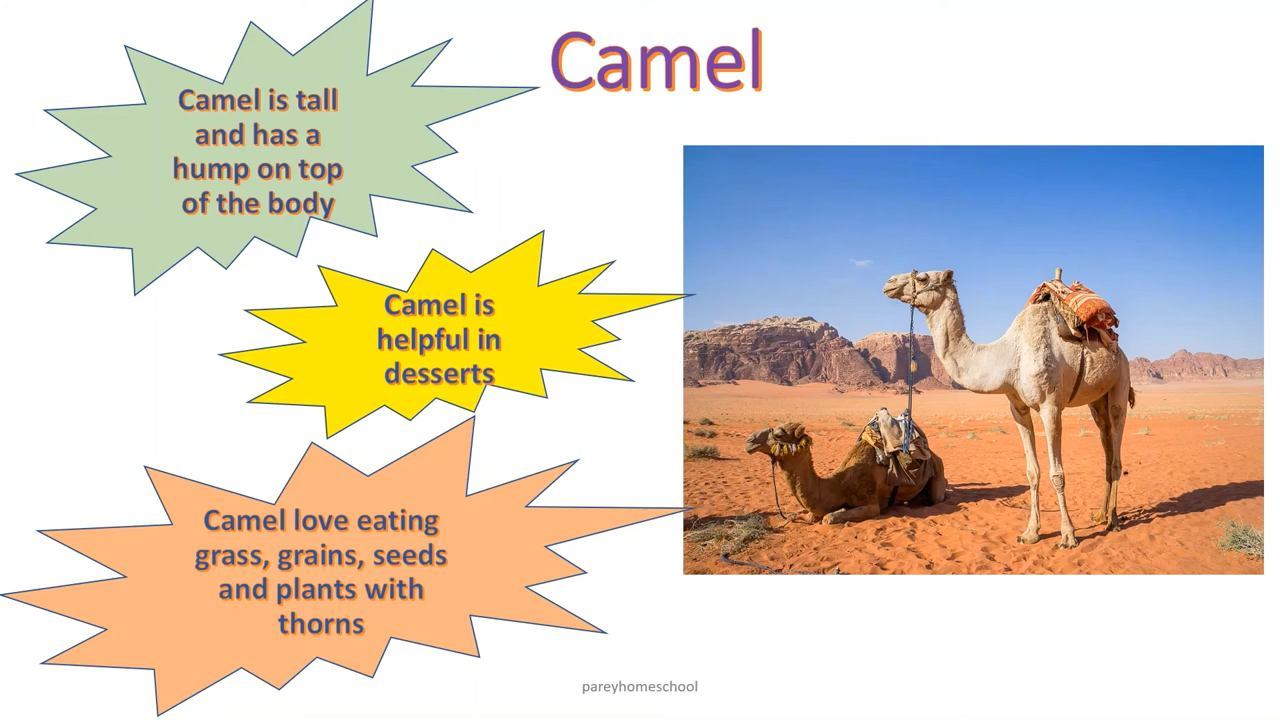 Camel
Camel is tall
and has a
hump on top
of the body
Camel is
helpful in
desserts
Camel love eating
grass, grains, seeds
and plants with
thorns
pareyhomeschool